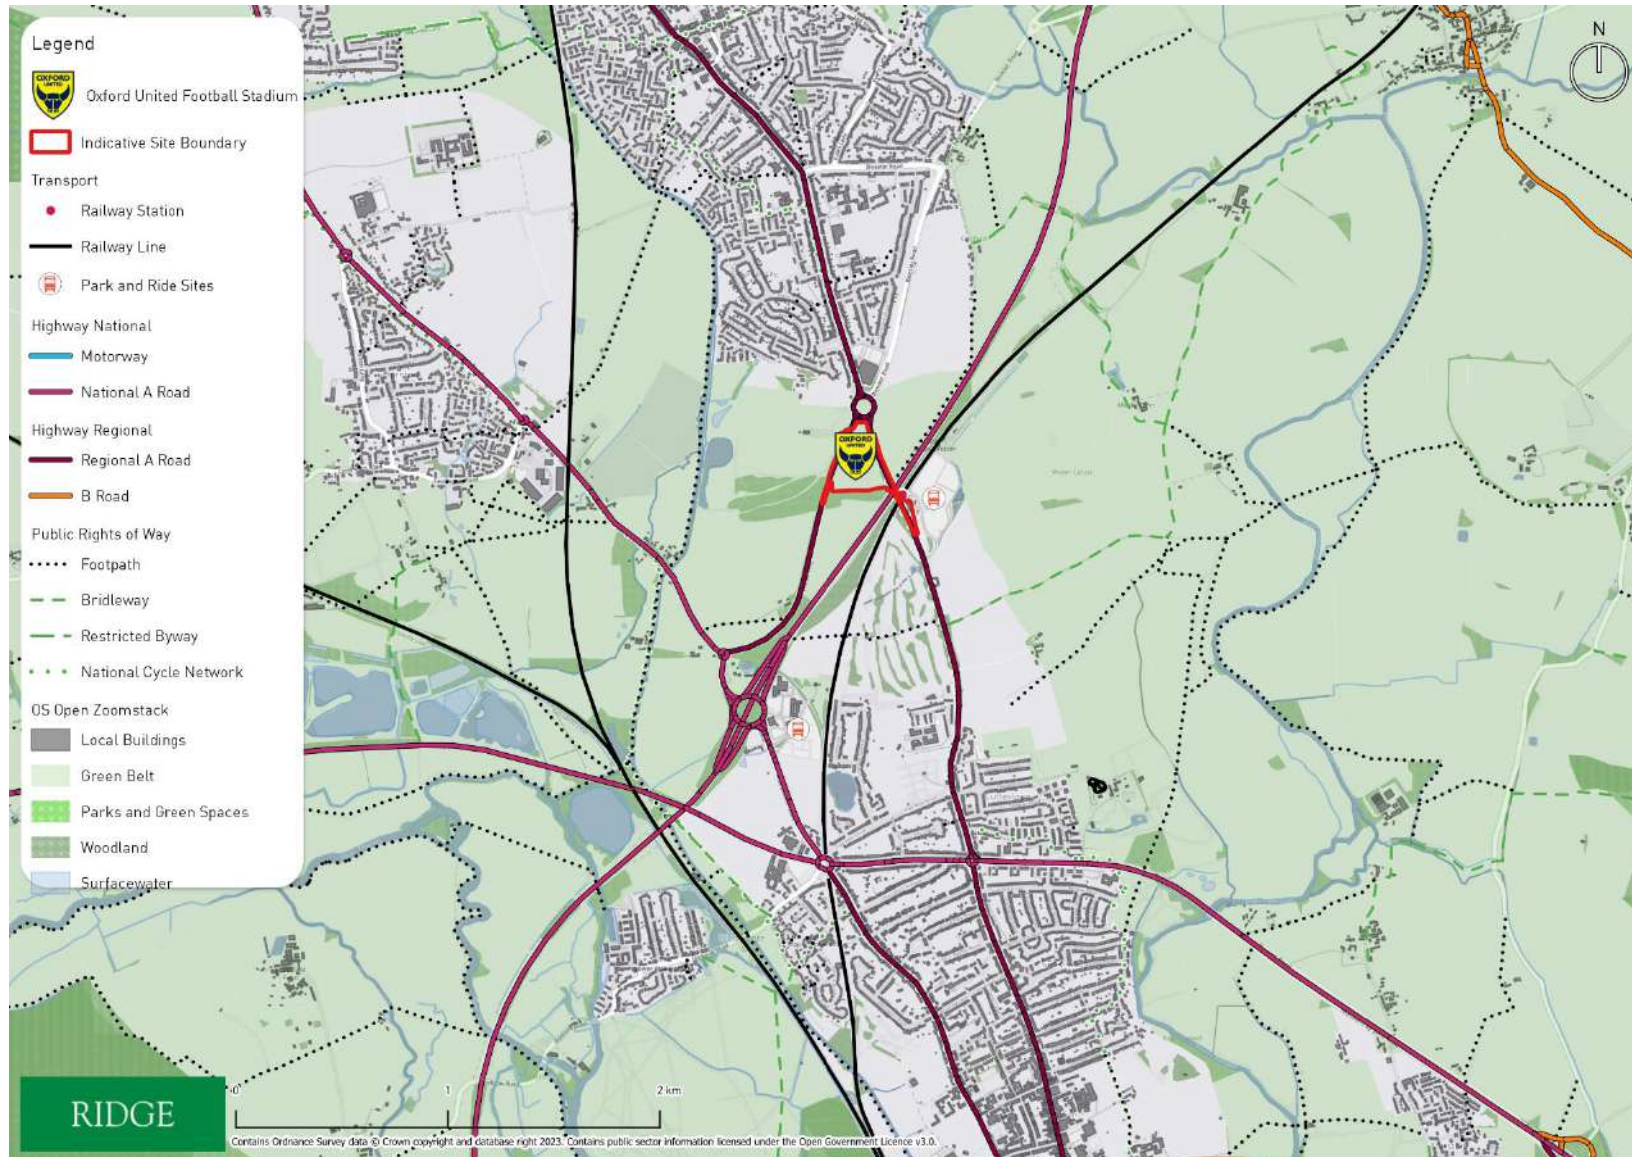 Legend
OXFORD
UNITED
Oxford United Football Stadium
Indicative Site Boundary
Transport
Railway Station
Railway Line
Park and Ride Sites
Highway National
Motorway
National A Road
Highway Regional
Regional A Road
B Road
Public Rights of Way
Footpath
Bridleway
Restricted Byway
National Cycle Network
OS Open Zoomstack
Local Buildings
Green Belt
Parks and Green Spaces
Woodland
Surfacewater
N
OXFORD
UNITED
RIDGE
0 1 2 km
Contains Ordnance Survey data © Crown copyright and database right 2023. Contains public sector information licensed under the Open Government Licence v3.0.